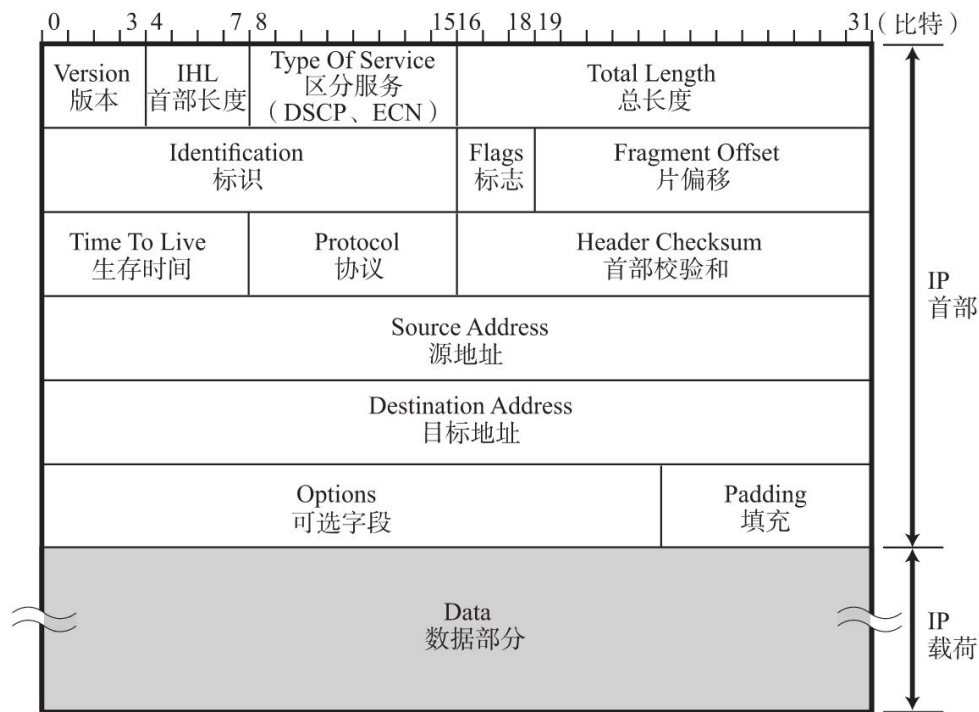 0 3 4 7 8 15 16 18 19 31(比特)
Version
版本
IHL
首部长度
Type Of Service
区分服务
(DSCP、ECN)
Total Length
总长度
Identification
标识
Flags
标志
Fragment Offset
片偏移
Time To Live
生存时间
Protocol
协议
Header Checksum
首部校验和
Source Address
源地址
Destination Address
目标地址
Options
可选字段
Padding
填充
IP
首部
Data
数据部分
IP
载荷